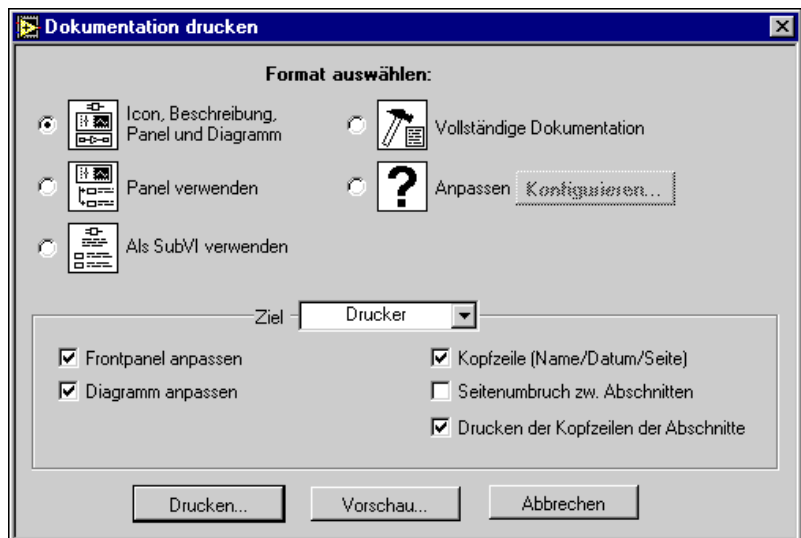 Dokumentation drucken
Format auswählen:
Icon, Beschreibung,
Panel und Diagramm
Vollständige Dokumentation
Panel verwenden
Anpassen
Konfigurieren...
Als SubVI verwenden
Ziel
Drucker
Frontpanel anpassen
Kopfzeile (Name/Datum/Seite)
Diagramm anpassen
Seitenumbruch zw. Abschnitten
Drucken der Kopfzeilen der Abschnitte
Drucken...
Vorschau...
Abbrechen